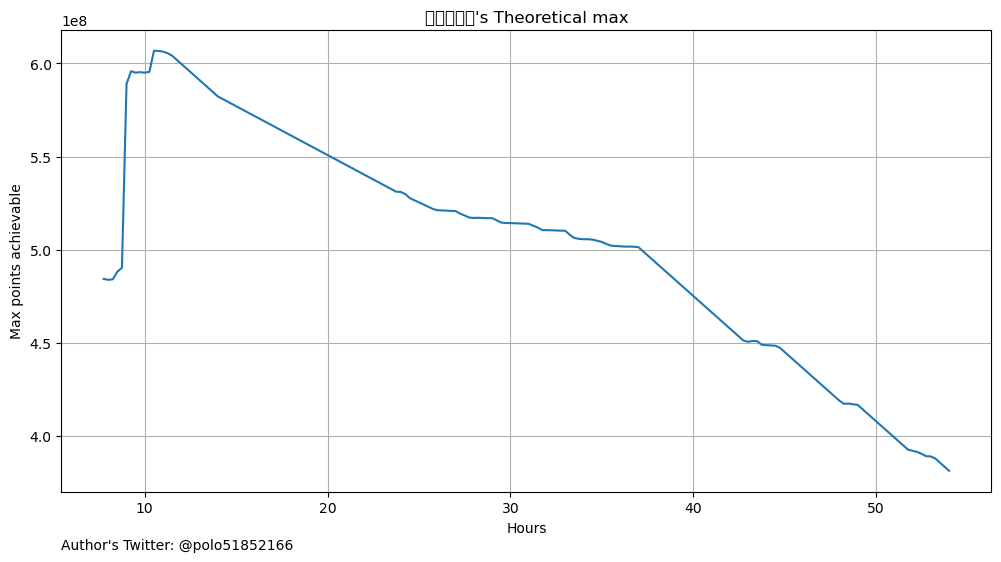 's Theoretical max
1e8
6.0
5.5
5.0
4.5
4.0
Max points achievable
10 20 30 40 50
Hours
Author's Twitter: @polo51852166